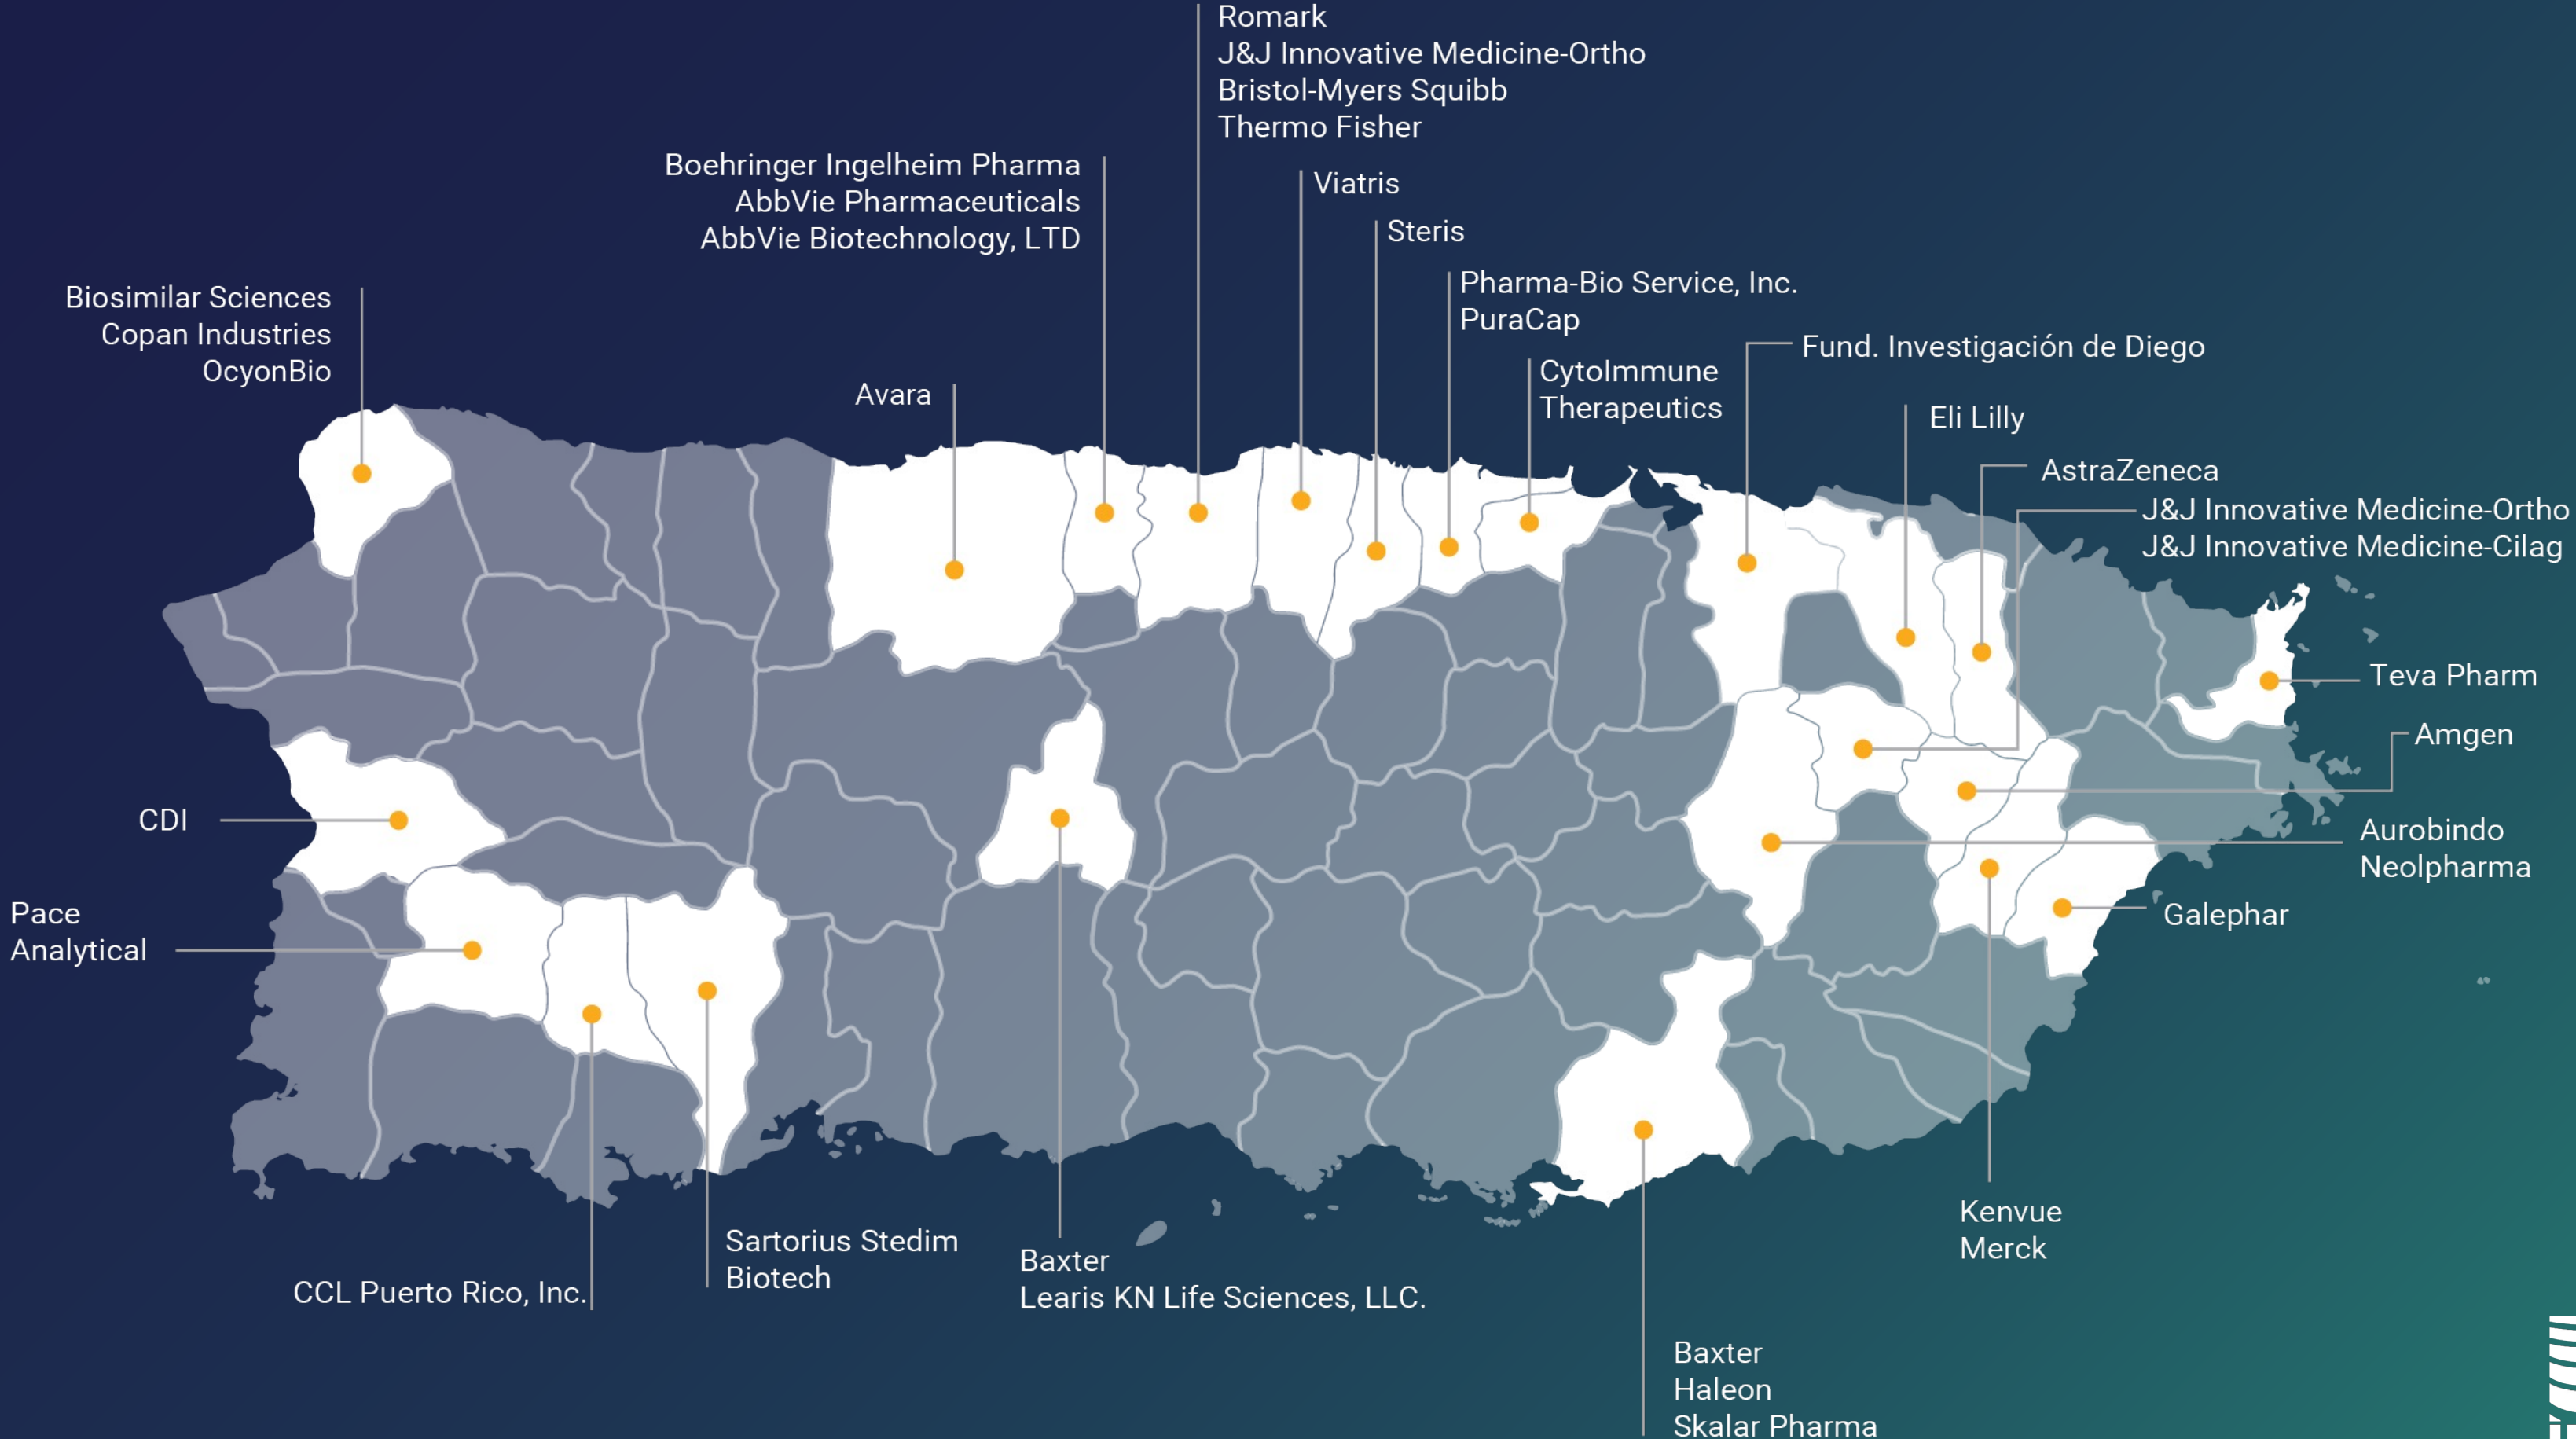 Romark
J&J Innovative Medicine-Ortho
Bristol-Myers Squibb
Thermo Fisher
Boehringer Ingelheim Pharma
AbbVie Pharmaceuticals
AbbVie Biotechnology, LTD
Viatris
Steris
Pharma-Bio Service, Inc.
PuraCap
Biosimilar Sciences
Copan Industries
OcyonBio
Avara
CytoImmune
Therapeutics
Fund. Investigación de Diego
Eli Lilly
AstraZeneca
J&J Innovative Medicine-Ortho
J&J Innovative Medicine-Cilag
Teva Pharm
Amgen
CDI
Aurobindo
Neolpharma
Pace
Analytical
Galephar
Kenvue
Merck
Sartorius Stedim
Biotech
CCL Puerto Rico, Inc.
Baxter
Learis KN Life Sciences, LLC.
Baxter
Haleon
Skalar Pharma